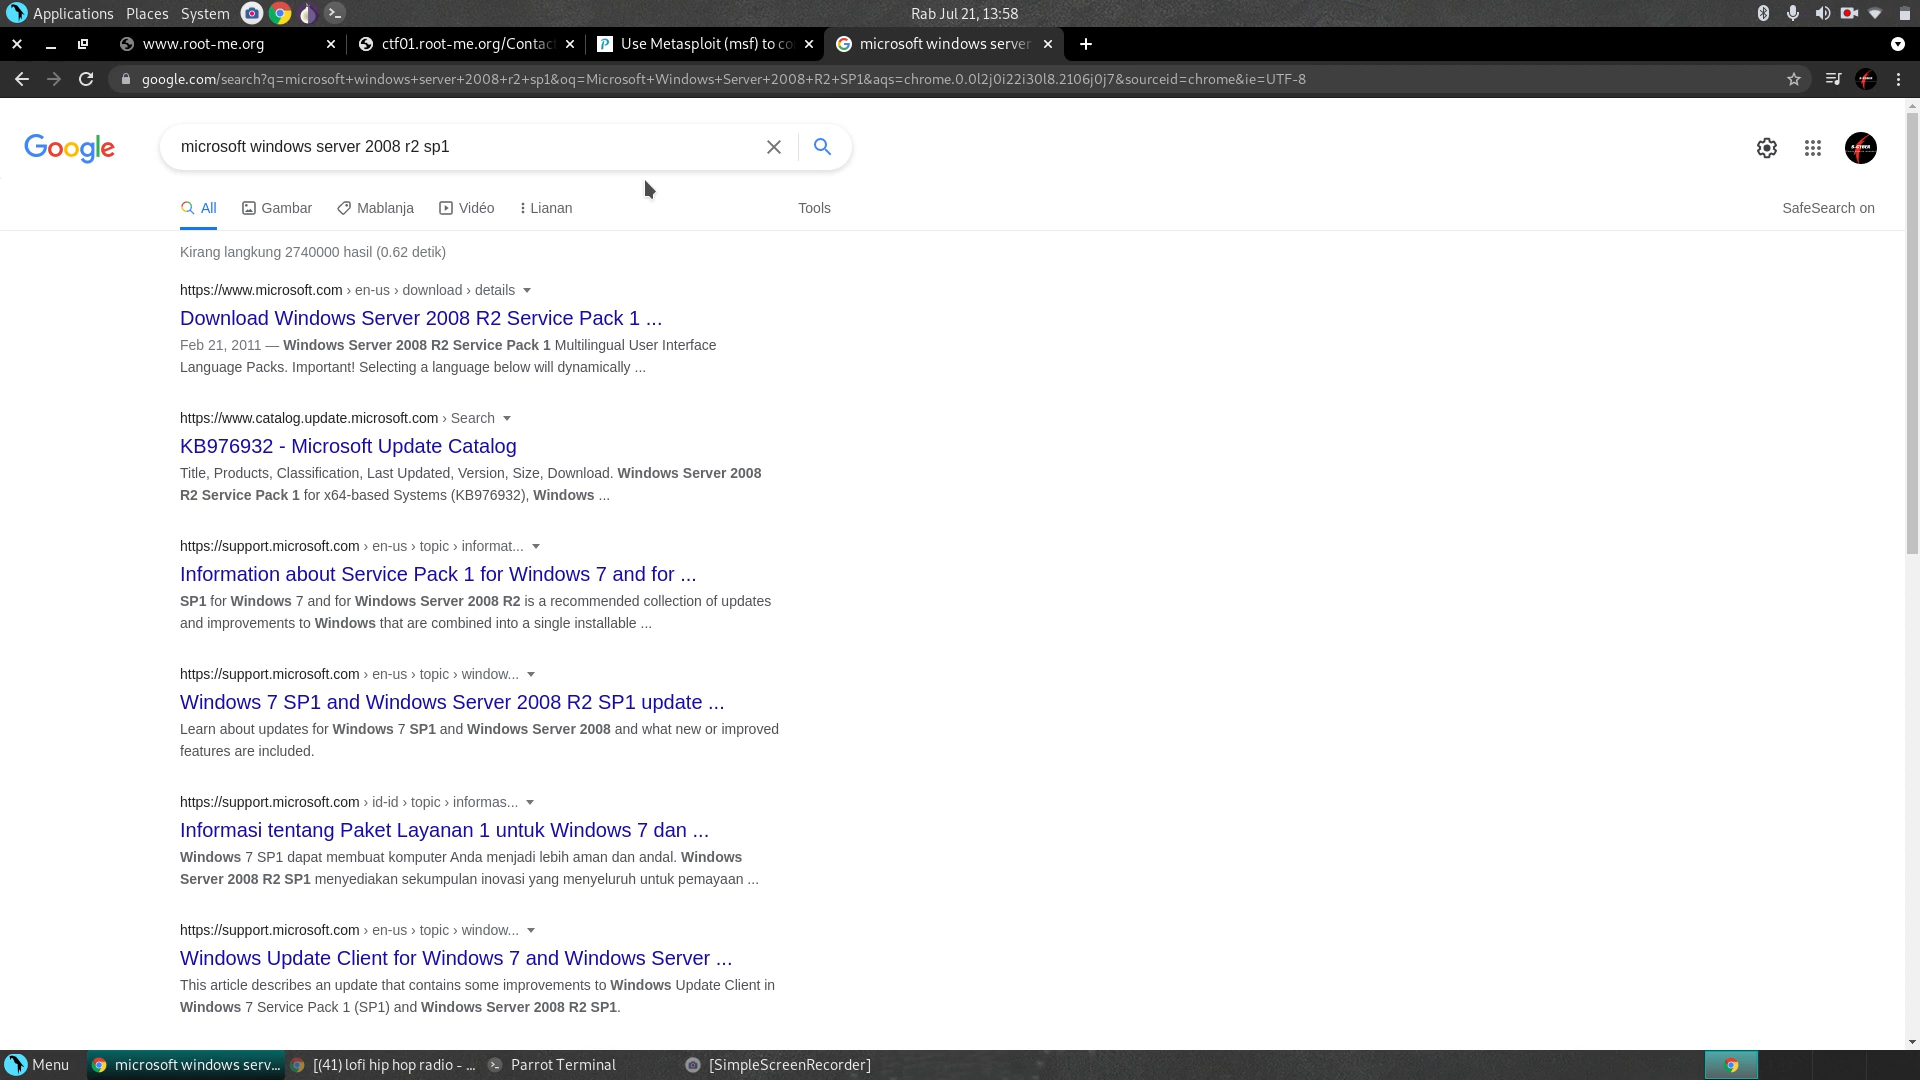 Applications Places System Rab Jul 21, 13:58
www.root-me.org ctf01.root-me.org/Contac Use Metasploit (msf) to co microsoft windows server
google.com/search?q=microsoft+windows+server+2008+r2+sp1&oq=Microsoft+Windows+Server+2008+R2+SP1&aqs=chrome.0.0l2j0i22i30l8.2106j0j7&sourceid=chrome&ie=UTF-8
Google microsoft windows server 2008 r2 sp1
All Gambar Mablanja Vidéo Lianan Tools SafeSearch on
Kirang langkung 2740000 hasil (0.62 detik)
https://www.microsoft.com › en-us › download › details
Download Windows Server 2008 R2 Service Pack 1 ...
Feb 21, 2011 — Windows Server 2008 R2 Service Pack 1 Multilingual User Interface
Language Packs. Important! Selecting a language below will dynamically ...
https://www.catalog.update.microsoft.com › Search
KB976932 - Microsoft Update Catalog
Title, Products, Classification, Last Updated, Version, Size, Download. Windows Server 2008
R2 Service Pack 1 for x64-based Systems (KB976932), Windows ...
https://support.microsoft.com › en-us › topic › informat...
Information about Service Pack 1 for Windows 7 and for ...
SP1 for Windows 7 and for Windows Server 2008 R2 is a recommended collection of updates
and improvements to Windows that are combined into a single installable ...
https://support.microsoft.com › en-us › topic › window...
Windows 7 SP1 and Windows Server 2008 R2 SP1 update ...
Learn about updates for Windows 7 SP1 and Windows Server 2008 and what new or improved
features are included.
https://support.microsoft.com › id-id › topic › informas...
Informasi tentang Paket Layanan 1 untuk Windows 7 dan ...
Windows 7 SP1 dapat membuat komputer Anda menjadi lebih aman dan andal. Windows
Server 2008 R2 SP1 menyediakan sekumpulan inovasi yang menyeluruh untuk pemayaan ...
https://support.microsoft.com › en-us › topic › window...
Windows Update Client for Windows 7 and Windows Server ...
This article describes an update that contains some improvements to Windows Update Client in
Windows 7 Service Pack 1 (SP1) and Windows Server 2008 R2 SP1.
Menu microsoft windows serv... [(41) lofi hip hop radio - ... Parrot Terminal [SimpleScreenRecorder]